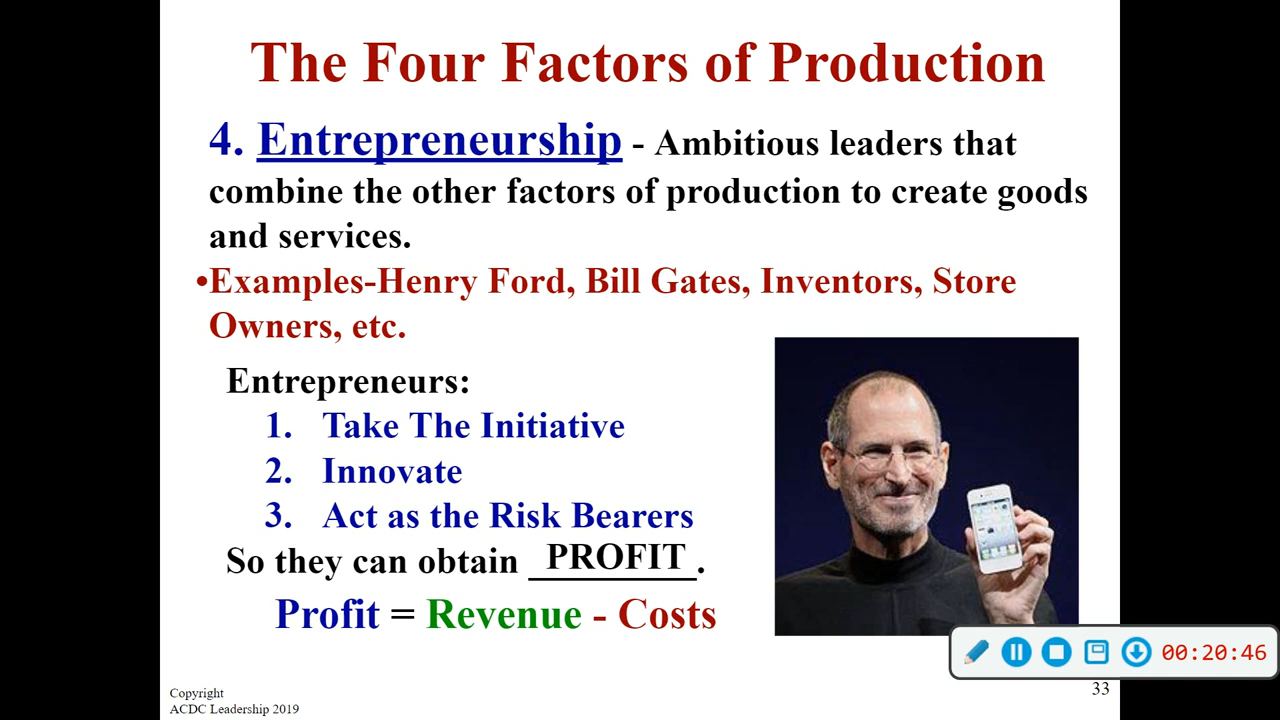 The Four Factors of Production
4. Entrepreneurship - Ambitious leaders that
combine the other factors of production to create goods
and services.
•Examples-Henry Ford, Bill Gates, Inventors, Store
Owners, etc.
Entrepreneurs:
1. Take The Initiative
2. Innovate
3. Act as the Risk Bearers
So they can obtain PROFIT.
Profit = Revenue - Costs
00:20:46
33
Copyright
ACDC Leadership 2019